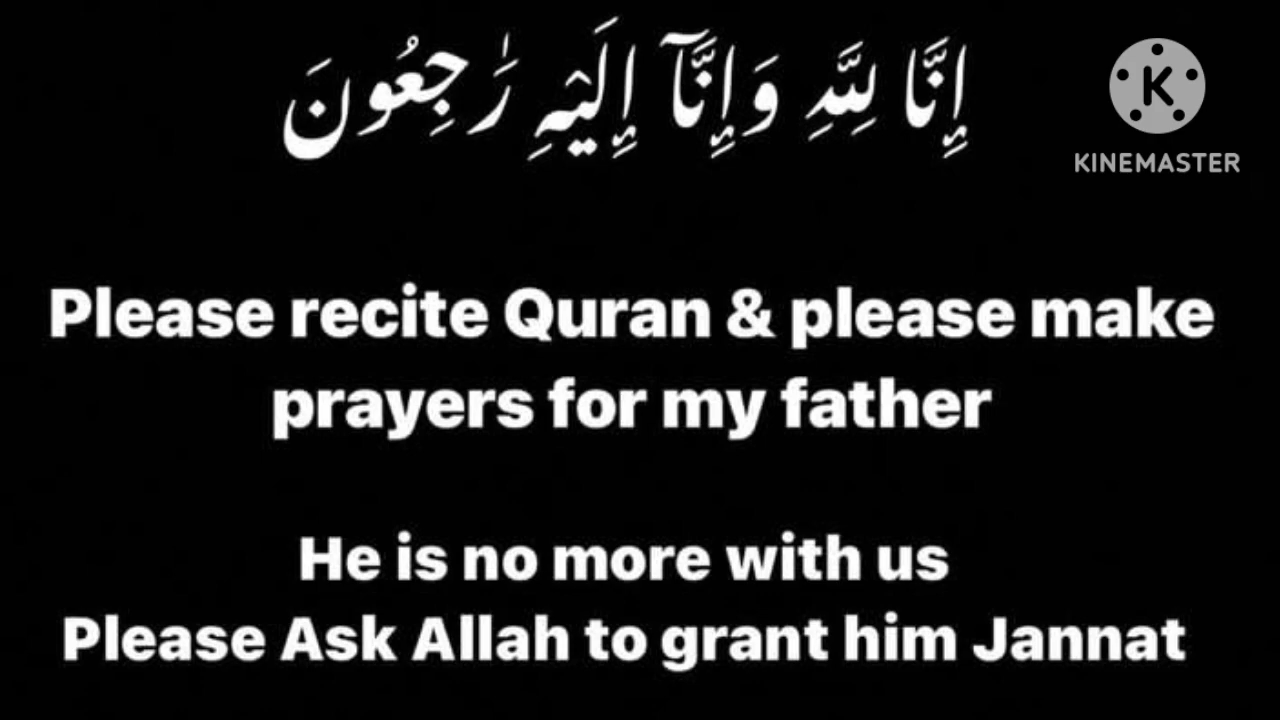 إِنَّا لِلَّهِ وَإِنَّآ إِلَيْهِ رَٰجِعُونَ
K
KINEMASTER
Please recite Quran & please make
prayers for my father
He is no more with us
Please Ask Allah to grant him Jannat